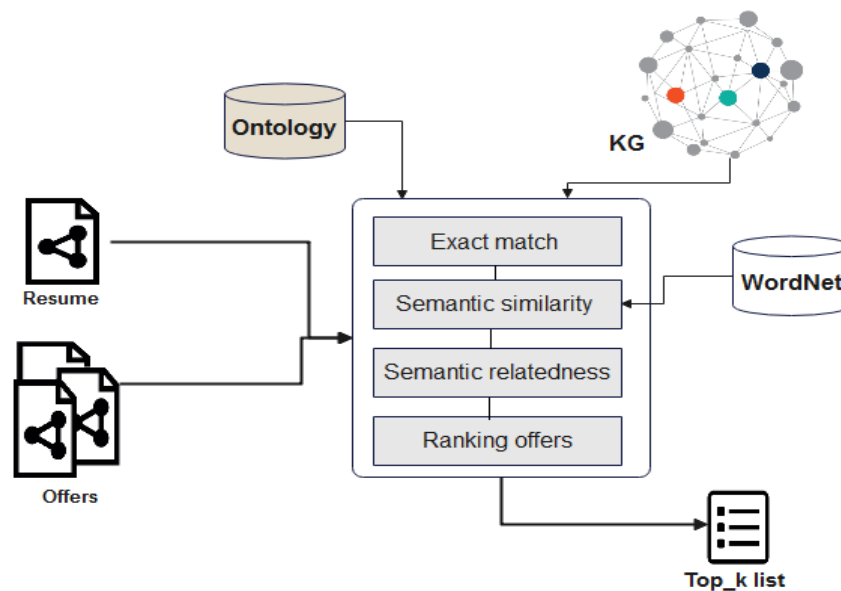 Ontology
KG
Exact match
Resume
Semantic similarity
WordNet
Semantic relatedness
Ranking offers
Offers
Top_k list